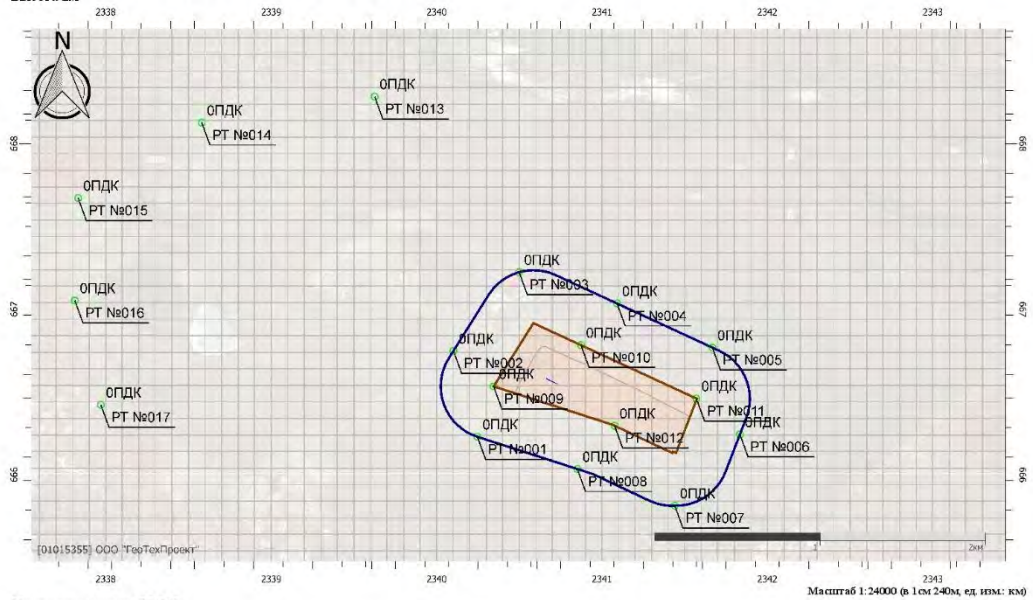 2338 2339 2340 2341 2342 2343
N
0ПДК
РТ №013
0ПДК
РТ №014
668 668
0ПДК
РТ №015
0ПДК
РТ №003
0ПДК
РТ №016
0ПДК
РТ №004
667 667
0ПДК
РТ №002
0ПДК
РТ №010
0ПДК
РТ №005
0ПДК
РТ №009
0ПДК
РТ №011
0ПДК
РТ №017
0ПДК
РТ №012
0ПДК
РТ №001
0ПДК
РТ №006
0ПДК
РТ №008
666 666
0ПДК
РТ №007
[01015355] ООО "ГеоТехПроект"
1 2км
2338 2339 2340 2341 2342 2343
Масштаб 1:24000 (в 1см 240м, ед. изм.: км)